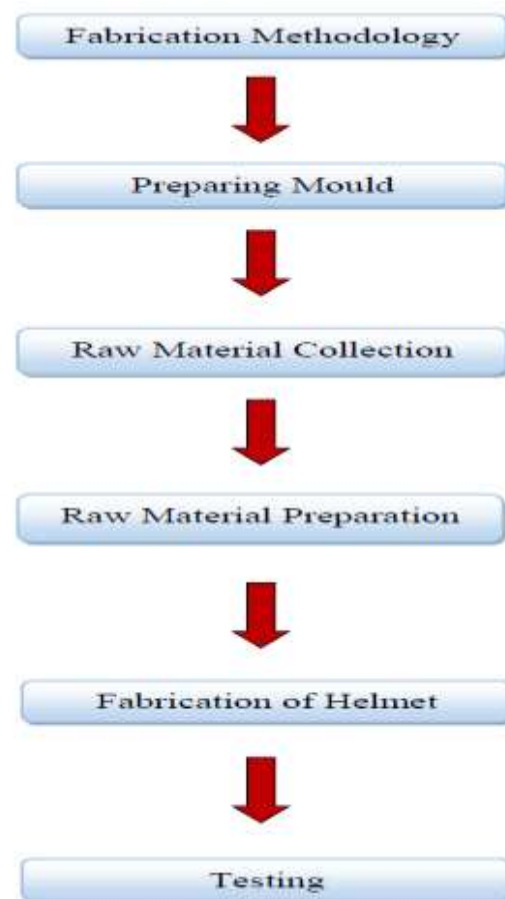 Fabrication Methodology
Preparing Mould
Raw Material Collection
Raw Material Preparation
Fabrication of Helmet
Testing